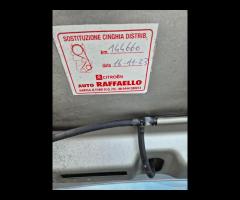 SOSTITUZIONE CINGHIA DISTRIB.
km. 144660
data 16-11-23
CITROËN
AUTO RAFFAELLO